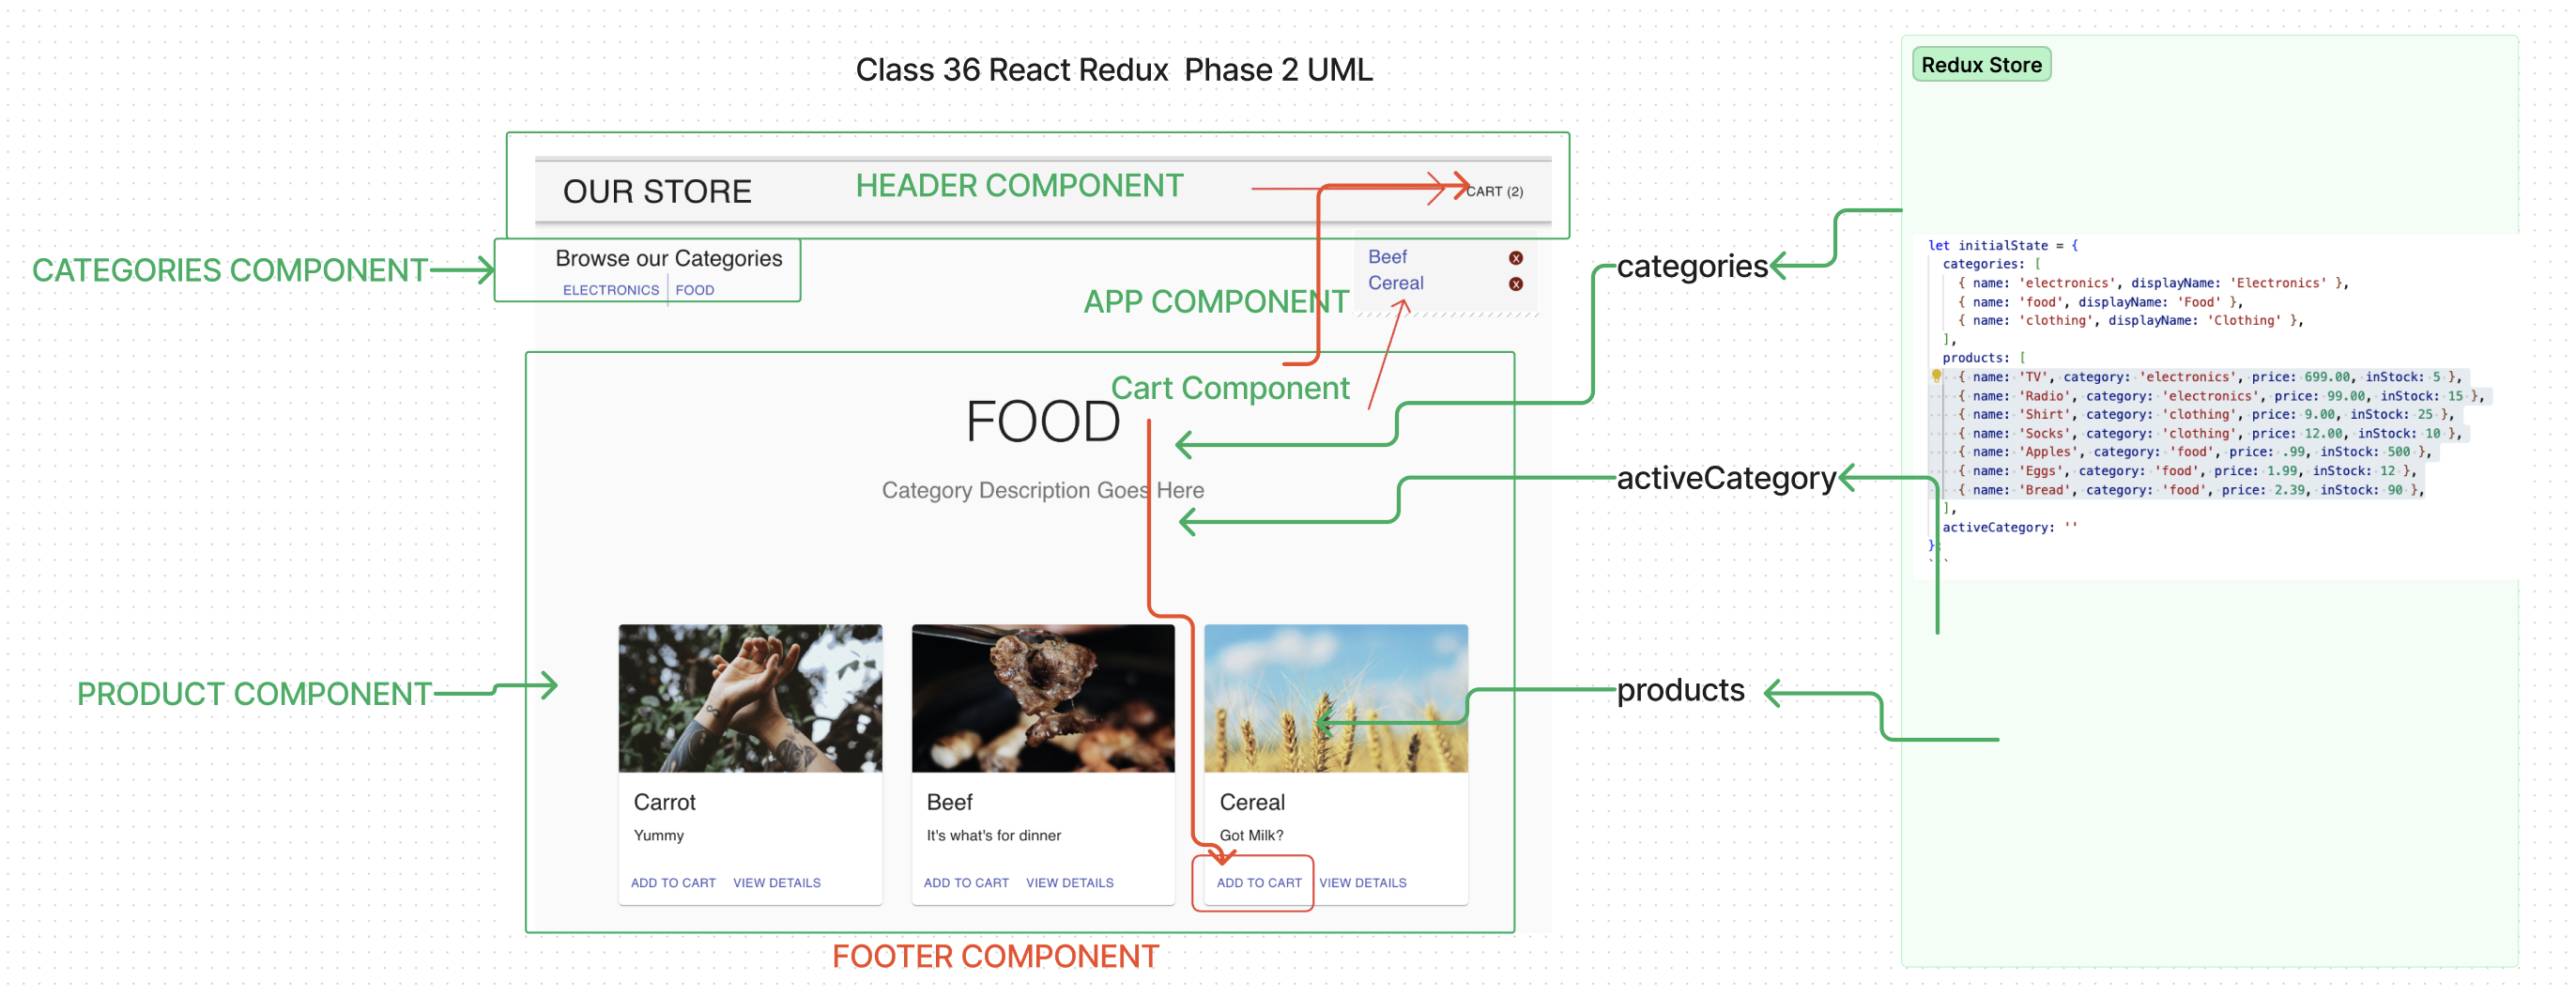 Class 36 React Redux  Phase 2 UML
OUR STORE
HEADER COMPONENT
CART (2)
CATEGORIES COMPONENT
Browse our Categories
ELECTRONICS
FOOD
Beef
x
Cereal
x
APP COMPONENT
Cart Component
FOOD
Category Description Goes Here
PRODUCT COMPONENT
Carrot
Yummy
ADD TO CART
VIEW DETAILS
Beef
It's what's for dinner
ADD TO CART
VIEW DETAILS
Cereal
Got Milk?
ADD TO CART
VIEW DETAILS
FOOTER COMPONENT
categories
activeCategory
products
Redux Store
let initialState = {
categories: [
{ name: 'electronics', displayName: 'Electronics' },
{ name: 'food', displayName: 'Food' },
{ name: 'clothing', displayName: 'Clothing' },
],
products: [
{ name: 'TV', category: 'electronics', price: 699.00, inStock: 5 },
{ name: 'Radio', category: 'electronics', price: 99.00, inStock: 15 },
{ name: 'Shirt', category: 'clothing', price: 9.00, inStock: 25 },
{ name: 'Socks', category: 'clothing', price: 12.00, inStock: 10 },
{ name: 'Apples', category: 'food', price: .99, inStock: 500 },
{ name: 'Eggs', category: 'food', price: 1.99, inStock: 12 },
{ name: 'Bread', category: 'food', price: 2.39, inStock: 90 },
],
activeCategory: ''
};